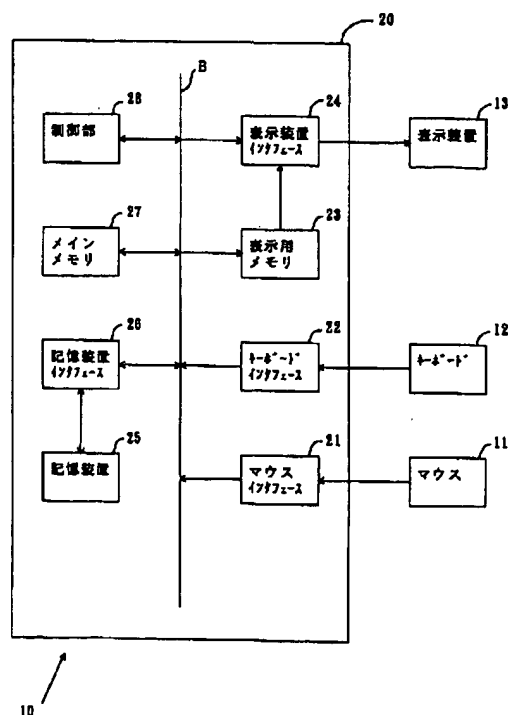 20
B
28
制御部
24
表示装置
インタフェース
13
表示装置
27
メイン
メモリ
23
表示用
メモリ
26
記憶装置
インタフェース
22
キーボード
インタフェース
12
キーボード
25
記憶装置
21
マウス
インタフェース
11
マウス
10